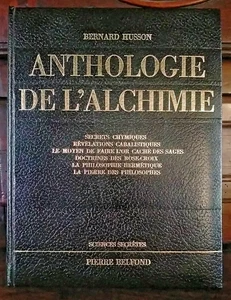 BERNARD HUSSON
ANTHOLOGIE
DE L'ALCHIMIE
SECRETS CHYMIQUES
RÉVÉLATIONS CABALISTIQUES
LE MOYEN DE FAIRE L'OR CACHÉ DES SAGES
DOCTRINES DES ROSE-CROIX
LA PHILOSOPHIE HERMÉTIQUE
LA PIERRE DES PHILOSOPHES
SCIENCES SECRÈTES
PIERRE BELFOND